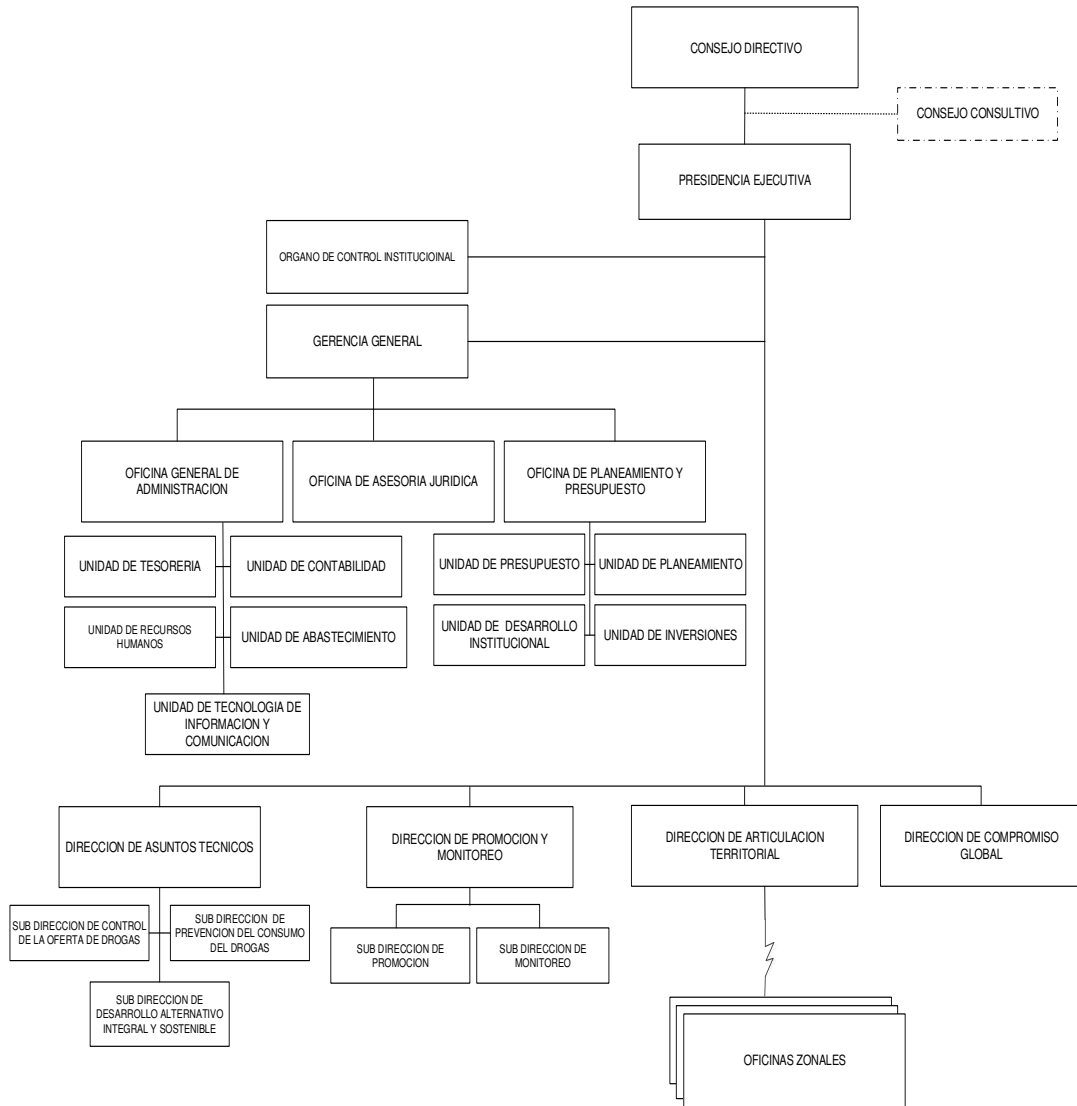 CONSEJO DIRECTIVO
CONSEJO CONSULTIVO
PRESIDENCIA EJECUTIVA
ORGANO DE CONTROL INSTITUCIOINAL
GERENCIA GENERAL
OFICINA GENERAL DE
ADMINISTRACION
OFICINA DE ASESORIA JURIDICA
OFICINA DE PLANEAMIENTO Y
PRESUPUESTO
UNIDAD DE TESORERIA
UNIDAD DE CONTABILIDAD
UNIDAD DE PRESUPUESTO
UNIDAD DE PLANEAMIENTO
UNIDAD DE RECURSOS
HUMANOS
UNIDAD DE ABASTECIMIENTO
UNIDAD DE DESARROLLO
INSTITUCIONAL
UNIDAD DE INVERSIONES
UNIDAD DE TECNOLOGIA DE
INFORMACION Y
COMUNICACION
DIRECCION DE ASUNTOS TECNICOS
DIRECCION DE PROMOCION Y
MONITOREO
DIRECCION DE ARTICULACION
TERRITORIAL
DIRECCION DE COMPROMISO
GLOBAL
SUB DIRECCION DE CONTROL
DE LA OFERTA DE DROGAS
SUB DIRECCION DE
PREVENCION DEL CONSUMO
DEL DROGAS
SUB DIRECCION DE
PROMOCION
SUB DIRECCION DE
MONITOREO
SUB DIRECCION DE
DESARROLLO ALTERNATIVO
INTEGRAL Y SOSTENIBLE
OFICINAS ZONALES